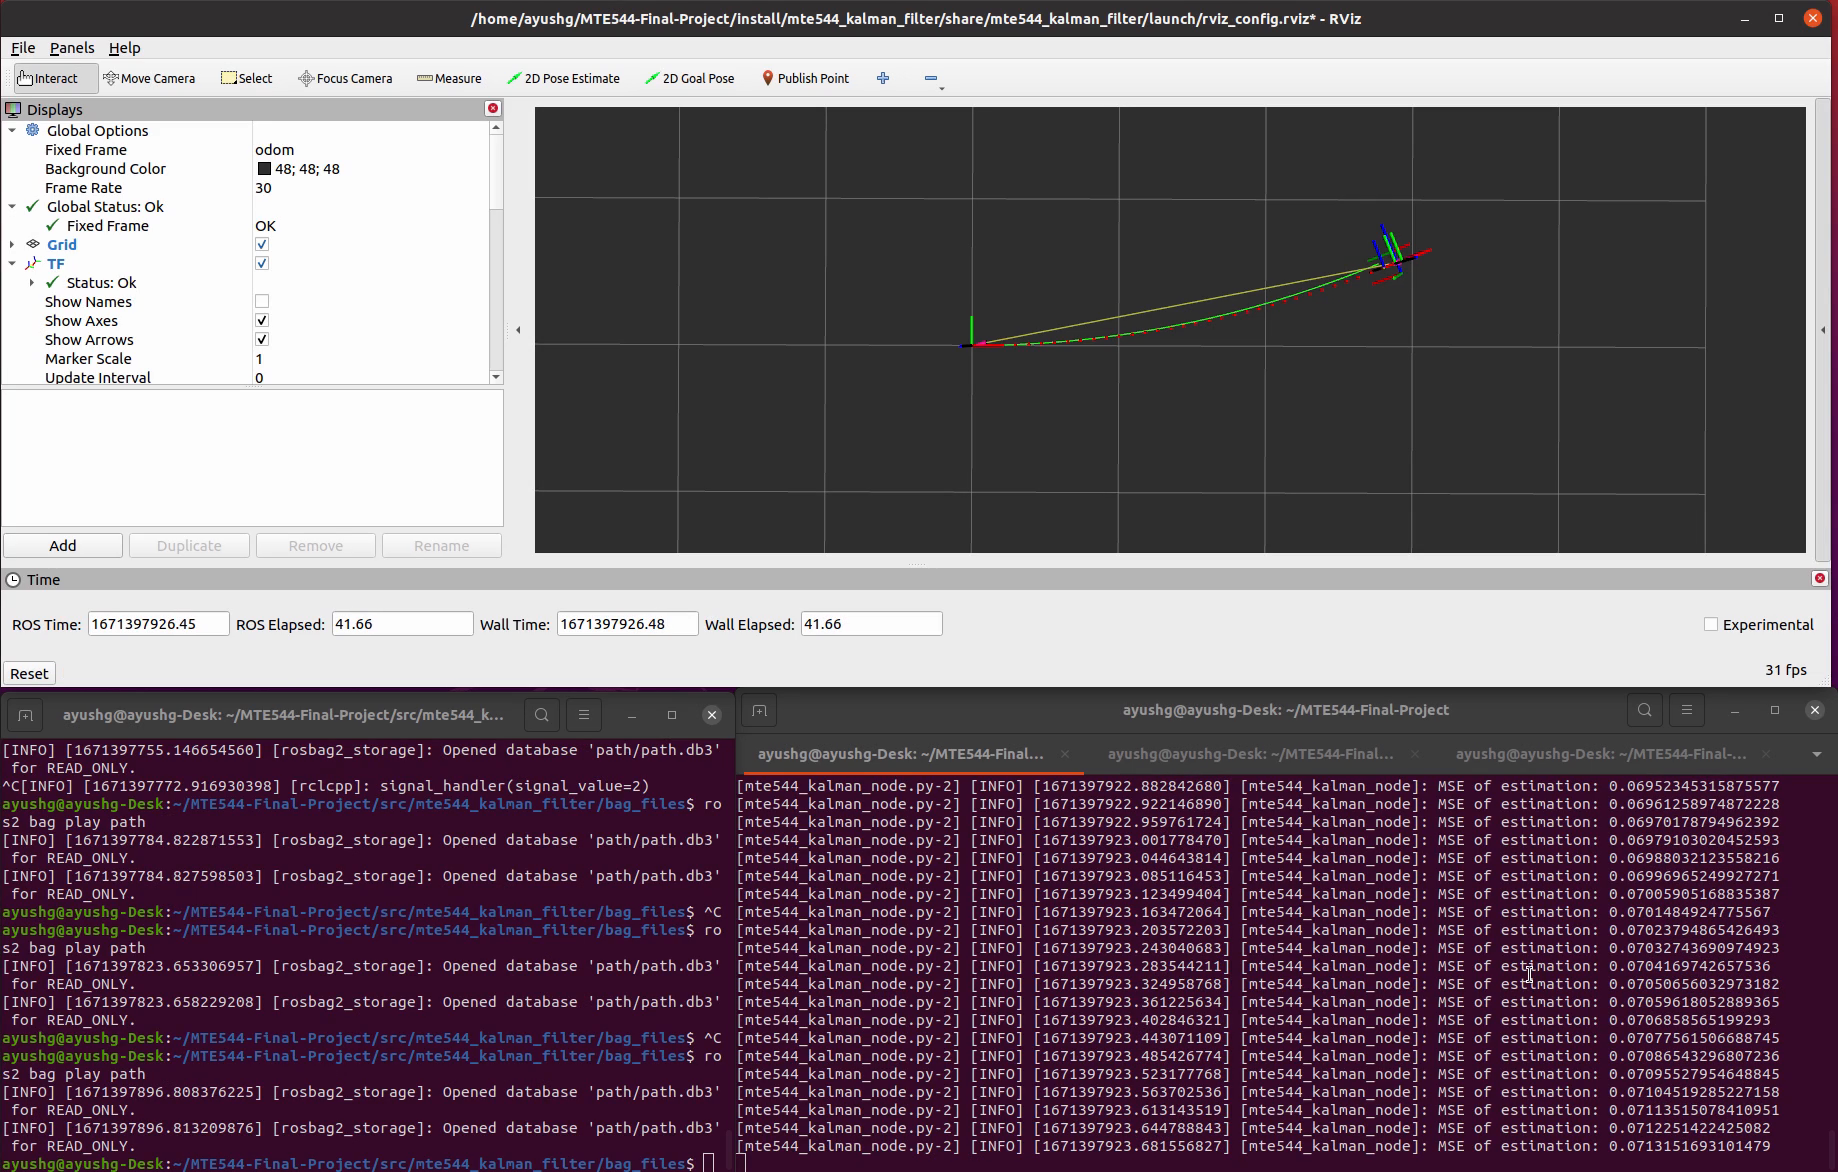 /home/ayushg/MTE544-Final-Project/install/mte544_kalman_filter/share/mte544_kalman_filter/launch/rviz_config.rviz* - RViz
File Panels Help
Interact Move Camera Select Focus Camera Measure 2D Pose Estimate 2D Goal Pose Publish Point
Displays
Global Options
Fixed Frame odom
Background Color 48; 48; 48
Frame Rate 30
Global Status: Ok
Fixed Frame OK
Grid
TF
Status: Ok
Show Names
Show Axes
Show Arrows
Marker Scale 1
Update Interval 0
Add Duplicate Remove Rename
Time
ROS Time: 1671397926.45 ROS Elapsed: 41.66 Wall Time: 1671397926.48 Wall Elapsed: 41.66 Experimental
Reset 31 fps
ayushg@ayushg-Desk: ~/MTE544-Final-Project/src/mte544_k...
[INFO] [1671397755.146654560] [rosbag2_storage]: Opened database 'path/path.db3'
for READ_ONLY.
^C[INFO] [1671397772.916930398] [rclcpp]: signal_handler(signal_value=2)
ayushg@ayushg-Desk:~/MTE544-Final-Project/src/mte544_kalman_filter/bag_files$ ro
s2 bag play path
[INFO] [1671397784.822871553] [rosbag2_storage]: Opened database 'path/path.db3'
for READ_ONLY.
[INFO] [1671397784.827598503] [rosbag2_storage]: Opened database 'path/path.db3'
for READ_ONLY.
ayushg@ayushg-Desk:~/MTE544-Final-Project/src/mte544_kalman_filter/bag_files$ ^C
ayushg@ayushg-Desk:~/MTE544-Final-Project/src/mte544_kalman_filter/bag_files$ ro
s2 bag play path
[INFO] [1671397823.653306957] [rosbag2_storage]: Opened database 'path/path.db3'
for READ_ONLY.
[INFO] [1671397823.658229208] [rosbag2_storage]: Opened database 'path/path.db3'
for READ_ONLY.
ayushg@ayushg-Desk:~/MTE544-Final-Project/src/mte544_kalman_filter/bag_files$ ^C
ayushg@ayushg-Desk:~/MTE544-Final-Project/src/mte544_kalman_filter/bag_files$ ro
s2 bag play path
[INFO] [1671397896.808376225] [rosbag2_storage]: Opened database 'path/path.db3'
for READ_ONLY.
[INFO] [1671397896.813209876] [rosbag2_storage]: Opened database 'path/path.db3'
for READ_ONLY.
ayushg@ayushg-Desk:~/MTE544-Final-Project/src/mte544_kalman_filter/bag_files$
ayushg@ayushg-Desk: ~/MTE544-Final-Project
ayushg@ayushg-Desk: ~/MTE544-Final... ayushg@ayushg-Desk: ~/MTE544-Final... ayushg@ayushg-Desk: ~/MTE544-Final-...
[mte544_kalman_node.py-2] [INFO] [1671397922.882842680] [mte544_kalman_node]: MSE of estimation: 0.06952345315875577
[mte544_kalman_node.py-2] [INFO] [1671397922.922146890] [mte544_kalman_node]: MSE of estimation: 0.06961258974872228
[mte544_kalman_node.py-2] [INFO] [1671397922.959761724] [mte544_kalman_node]: MSE of estimation: 0.06970178794962392
[mte544_kalman_node.py-2] [INFO] [1671397923.001778470] [mte544_kalman_node]: MSE of estimation: 0.06979103020452593
[mte544_kalman_node.py-2] [INFO] [1671397923.044643814] [mte544_kalman_node]: MSE of estimation: 0.06988032123558216
[mte544_kalman_node.py-2] [INFO] [1671397923.085116453] [mte544_kalman_node]: MSE of estimation: 0.06996965249927271
[mte544_kalman_node.py-2] [INFO] [1671397923.123499404] [mte544_kalman_node]: MSE of estimation: 0.07005905168835387
[mte544_kalman_node.py-2] [INFO] [1671397923.163472064] [mte544_kalman_node]: MSE of estimation: 0.0701484924775567
[mte544_kalman_node.py-2] [INFO] [1671397923.203572203] [mte544_kalman_node]: MSE of estimation: 0.07023794865426493
[mte544_kalman_node.py-2] [INFO] [1671397923.243040683] [mte544_kalman_node]: MSE of estimation: 0.07032743690974923
[mte544_kalman_node.py-2] [INFO] [1671397923.283544211] [mte544_kalman_node]: MSE of estimation: 0.0704169742657536
[mte544_kalman_node.py-2] [INFO] [1671397923.324958768] [mte544_kalman_node]: MSE of estimation: 0.07050656032973182
[mte544_kalman_node.py-2] [INFO] [1671397923.361225634] [mte544_kalman_node]: MSE of estimation: 0.07059618052889365
[mte544_kalman_node.py-2] [INFO] [1671397923.402846321] [mte544_kalman_node]: MSE of estimation: 0.0706858565199293
[mte544_kalman_node.py-2] [INFO] [1671397923.443071109] [mte544_kalman_node]: MSE of estimation: 0.07077561506688745
[mte544_kalman_node.py-2] [INFO] [1671397923.485426774] [mte544_kalman_node]: MSE of estimation: 0.07086543296807236
[mte544_kalman_node.py-2] [INFO] [1671397923.523177768] [mte544_kalman_node]: MSE of estimation: 0.07095527954648845
[mte544_kalman_node.py-2] [INFO] [1671397923.563702536] [mte544_kalman_node]: MSE of estimation: 0.071045192852271​58
[mte544_kalman_node.py-2] [INFO] [1671397923.613143519] [mte544_kalman_node]: MSE of estimation: 0.07113515078410951
[mte544_kalman_node.py-2] [INFO] [1671397923.644788843] [mte544_kalman_node]: MSE of estimation: 0.0712251422425082
[mte544_kalman_node.py-2] [INFO] [1671397923.681556827] [mte544_kalman_node]: MSE of estimation: 0.0713151693101479